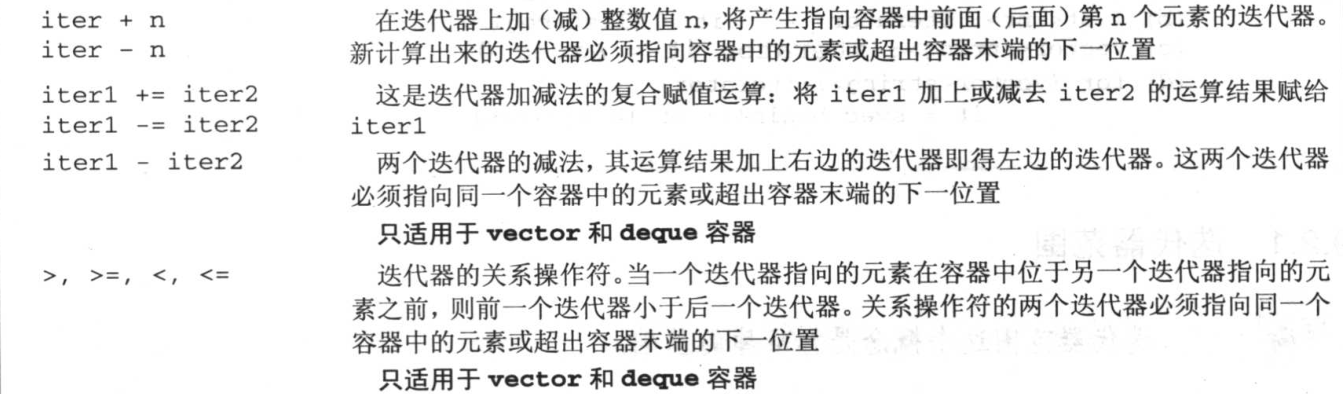 iter + n 在迭代器上加（减）整数值 n，将产生指向容器中前面（后面）第 n 个元素的迭代器。
iter - n 新计算出来的迭代器必须指向容器中的元素或超出容器末端的下一位置
iter1 += iter2 这是迭代器加减法的复合赋值运算：将 iter1 加上或减去 iter2 的运算结果赋给
iter1 -= iter2 iter1
iter1 - iter2 两个迭代器的减法，其运算结果加上右边的迭代器即得左边的迭代器。这两个迭代器
必须指向同一个容器中的元素或超出容器末端的下一位置
只适用于 vector 和 deque 容器
>, >=, <, <= 迭代器的关系操作符。当一个迭代器指向的元素在容器中位于另一个迭代器指向的元
素之前，则前一个迭代器小于后一个迭代器。关系操作符的两个迭代器必须指向同一个
容器中的元素或超出容器末端的下一位置
只适用于 vector 和 deque 容器